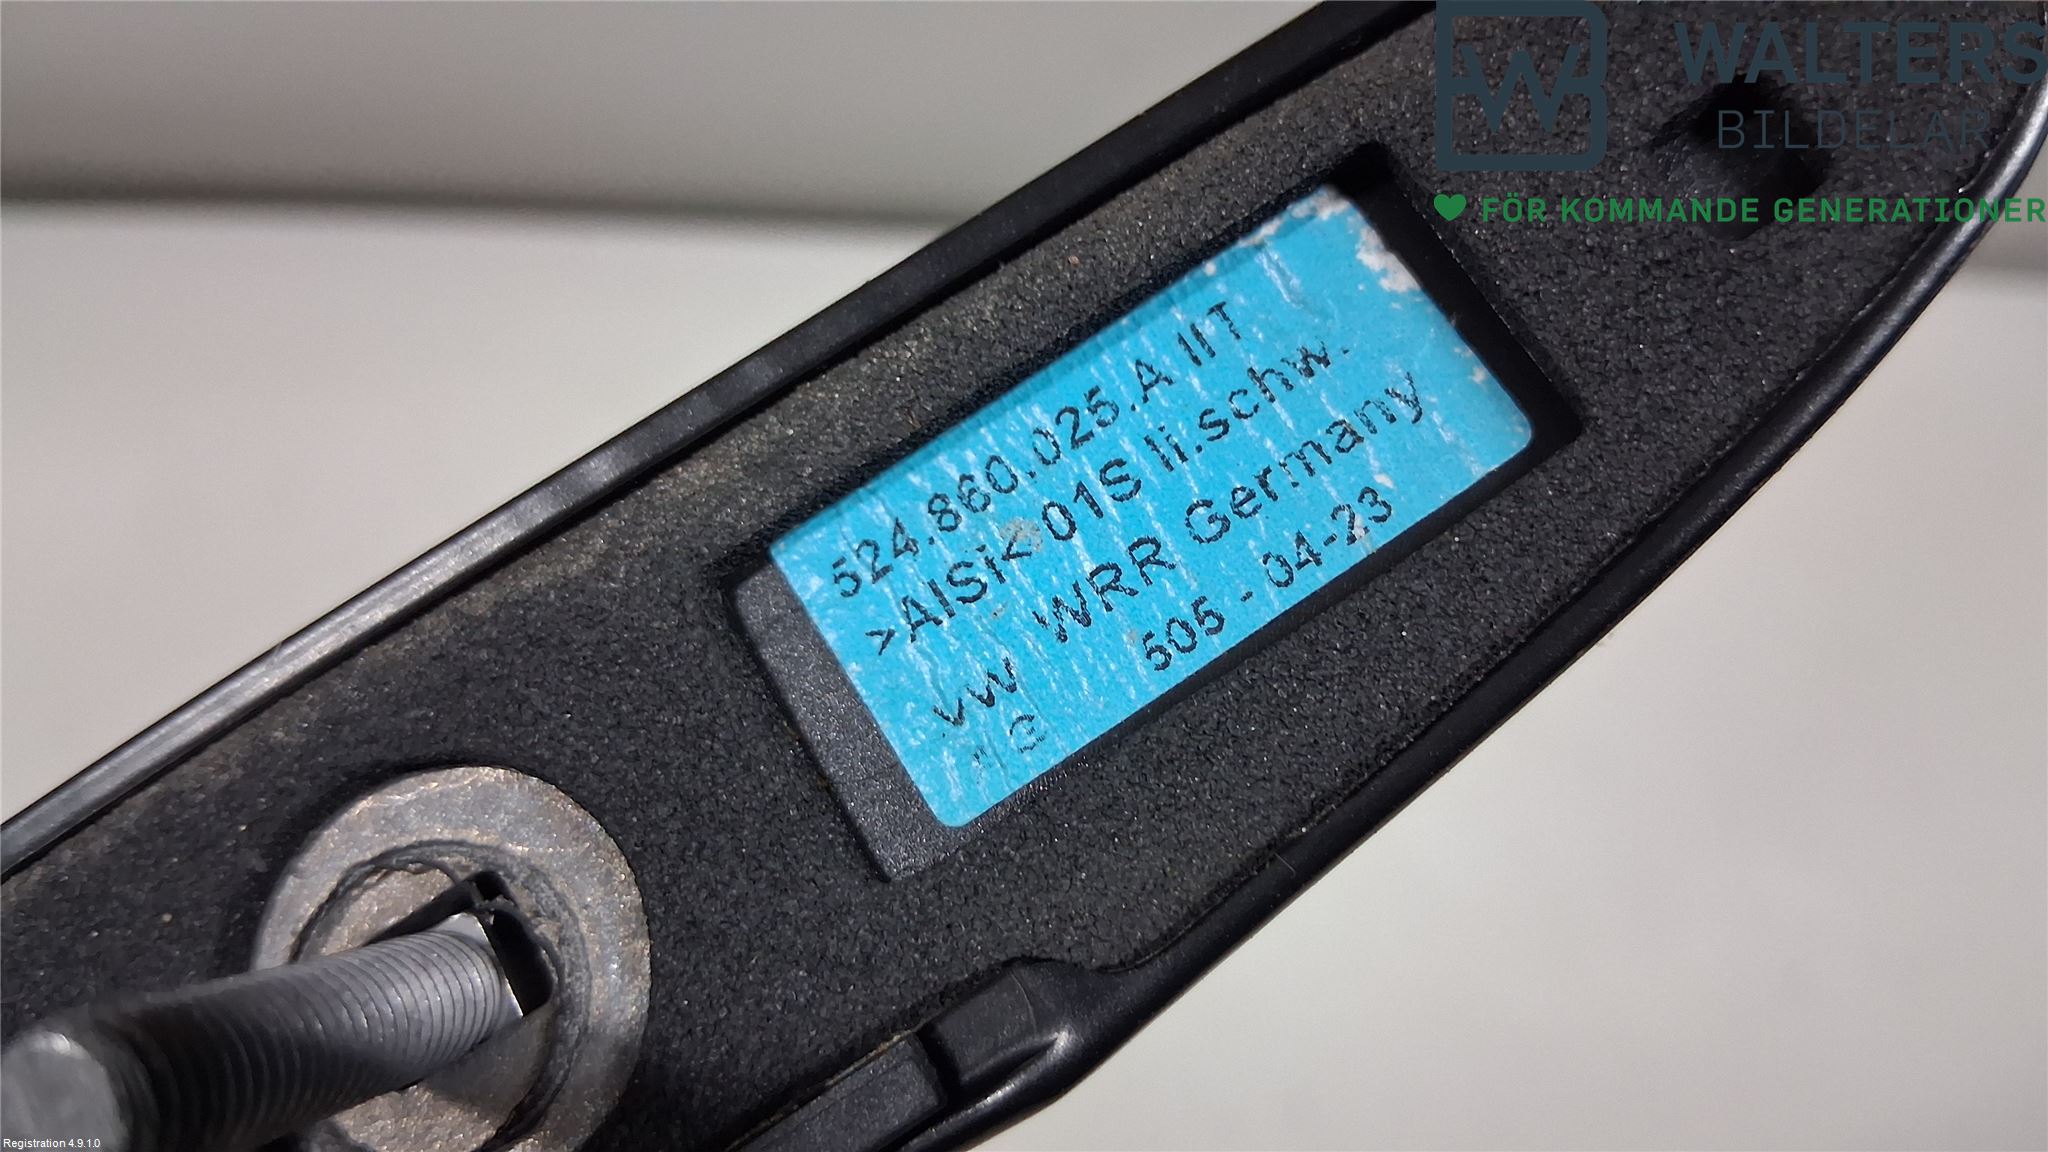 WALTERS
BILDELAR
FÖR KOMMANDE GENERATIONER
524.860.025.A IIT
>AlSi< 01S li.schw.
vw WRR Germany
G 505 - 04-23
Registration 4.9.1.0